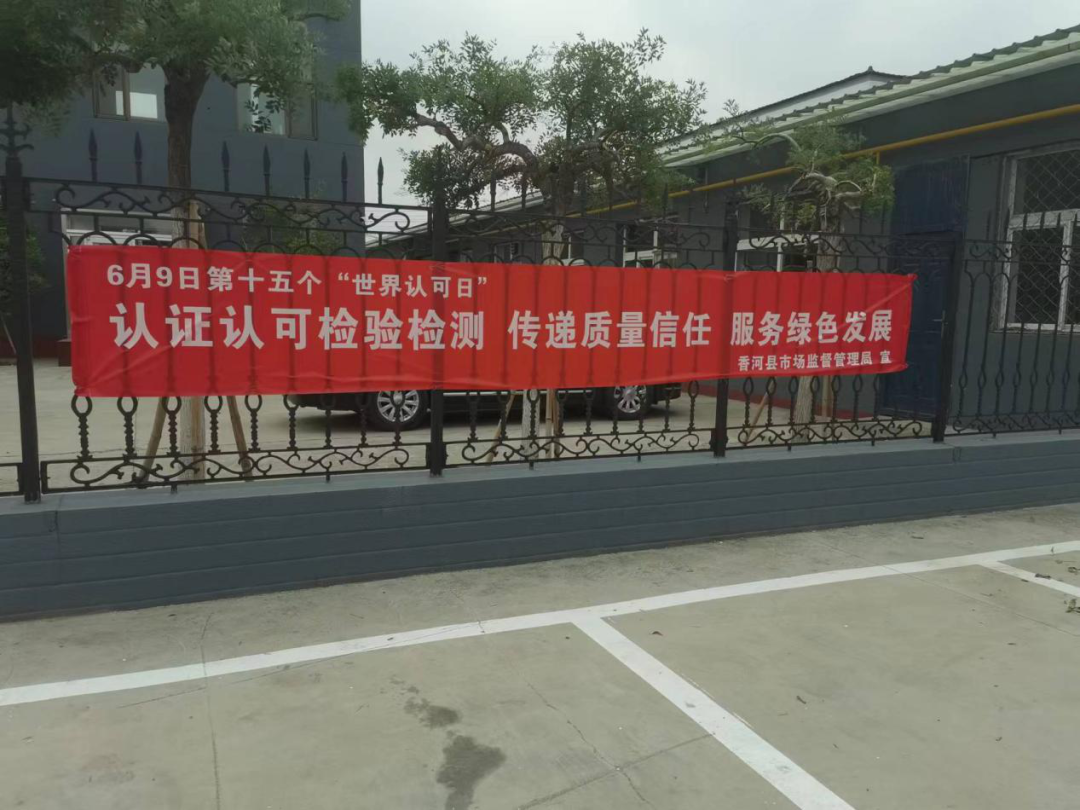 6月9日第十五个“世界认可日”
认证认可检验检测 传递质量信任 服务绿色发展
香河县市场监督管理局 宣